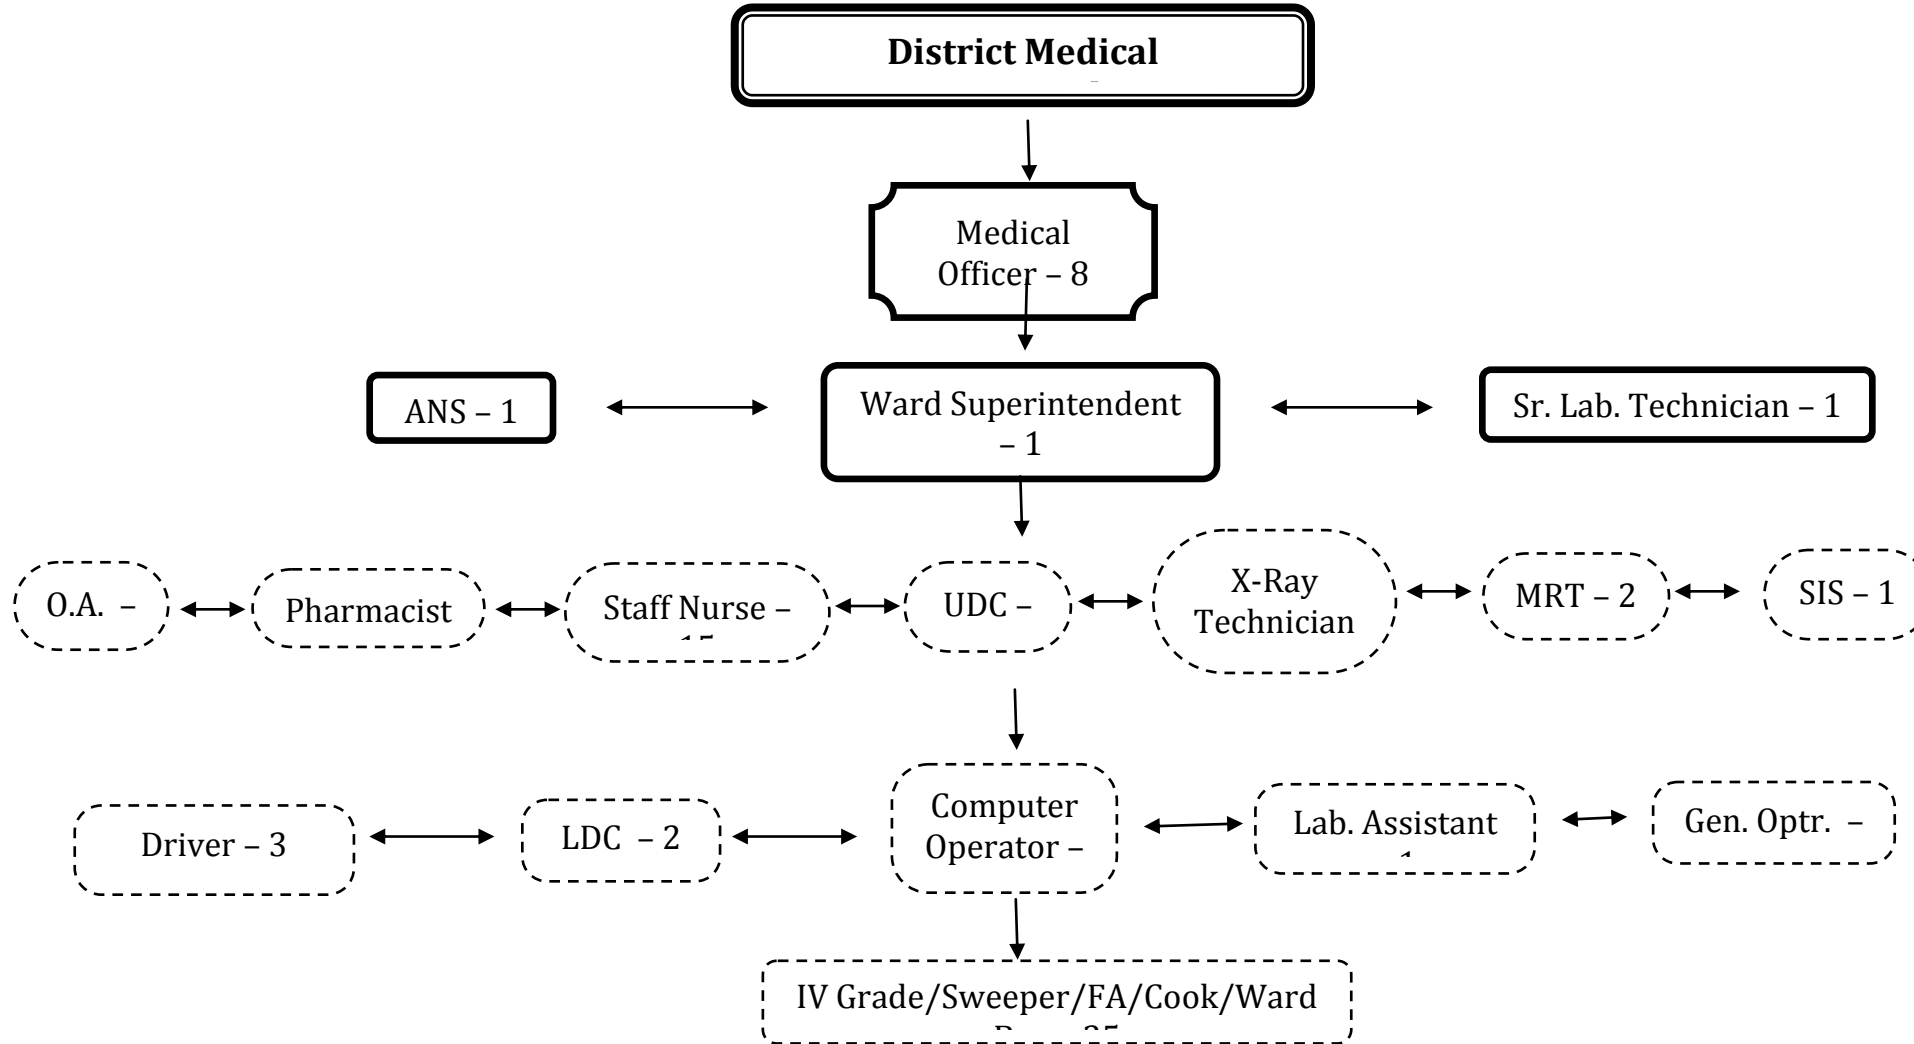 District Medical
Medical
Officer – 8
ANS – 1
Ward Superintendent
– 1
Sr. Lab. Technician – 1
O.A. –
Pharmacist
Staff Nurse –
UDC –
X-Ray
Technician
MRT – 2
SIS – 1
Driver – 3
LDC – 2
Computer
Operator –
Lab. Assistant
Gen. Optr. –
IV Grade/Sweeper/FA/Cook/Ward